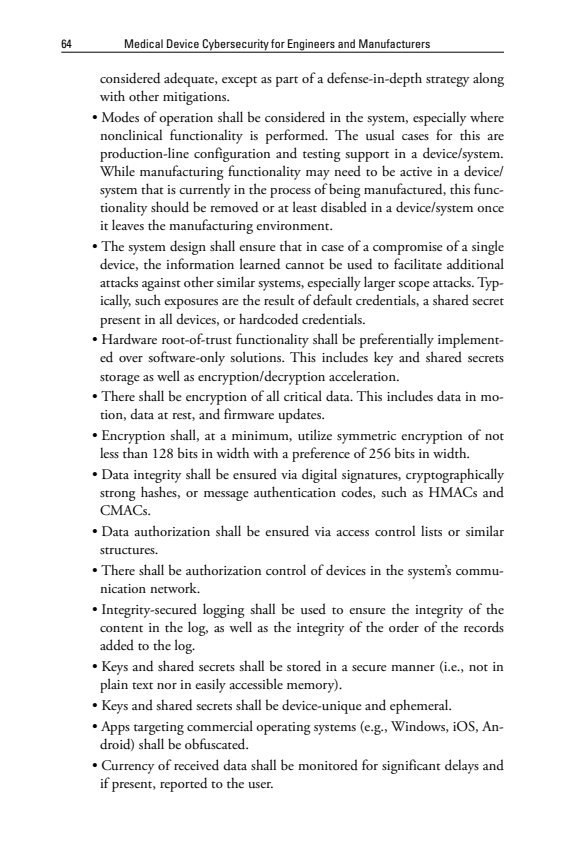 64 Medical Device Cybersecurity for Engineers and Manufacturers
considered adequate, except as part of a defense-in-depth strategy along
with other mitigations.
• Modes of operation shall be considered in the system, especially where
nonclinical functionality is performed. The usual cases for this are
production-line configuration and testing support in a device/system.
While manufacturing functionality may need to be active in a device/
system that is currently in the process of being manufactured, this func-
tionality should be removed or at least disabled in a device/system once
it leaves the manufacturing environment.
• The system design shall ensure that in case of a compromise of a single
device, the information learned cannot be used to facilitate additional
attacks against other similar systems, especially larger scope attacks. Typ-
ically, such exposures are the result of default credentials, a shared secret
present in all devices, or hardcoded credentials.
• Hardware root-of-trust functionality shall be preferentially implement-
ed over software-only solutions. This includes key and shared secrets
storage as well as encryption/decryption acceleration.
• There shall be encryption of all critical data. This includes data in mo-
tion, data at rest, and firmware updates.
• Encryption shall, at a minimum, utilize symmetric encryption of not
less than 128 bits in width with a preference of 256 bits in width.
• Data integrity shall be ensured via digital signatures, cryptographically
strong hashes, or message authentication codes, such as HMACs and
CMACs.
• Data authorization shall be ensured via access control lists or similar
structures.
• There shall be authorization control of devices in the system’s commu-
nication network.
• Integrity-secured logging shall be used to ensure the integrity of the
content in the log, as well as the integrity of the order of the records
added to the log.
• Keys and shared secrets shall be stored in a secure manner (i.e., not in
plain text nor in easily accessible memory).
• Keys and shared secrets shall be device-unique and ephemeral.
• Apps targeting commercial operating systems (e.g., Windows, iOS, An-
droid) shall be obfuscated.
• Currency of received data shall be monitored for significant delays and
if present, reported to the user.